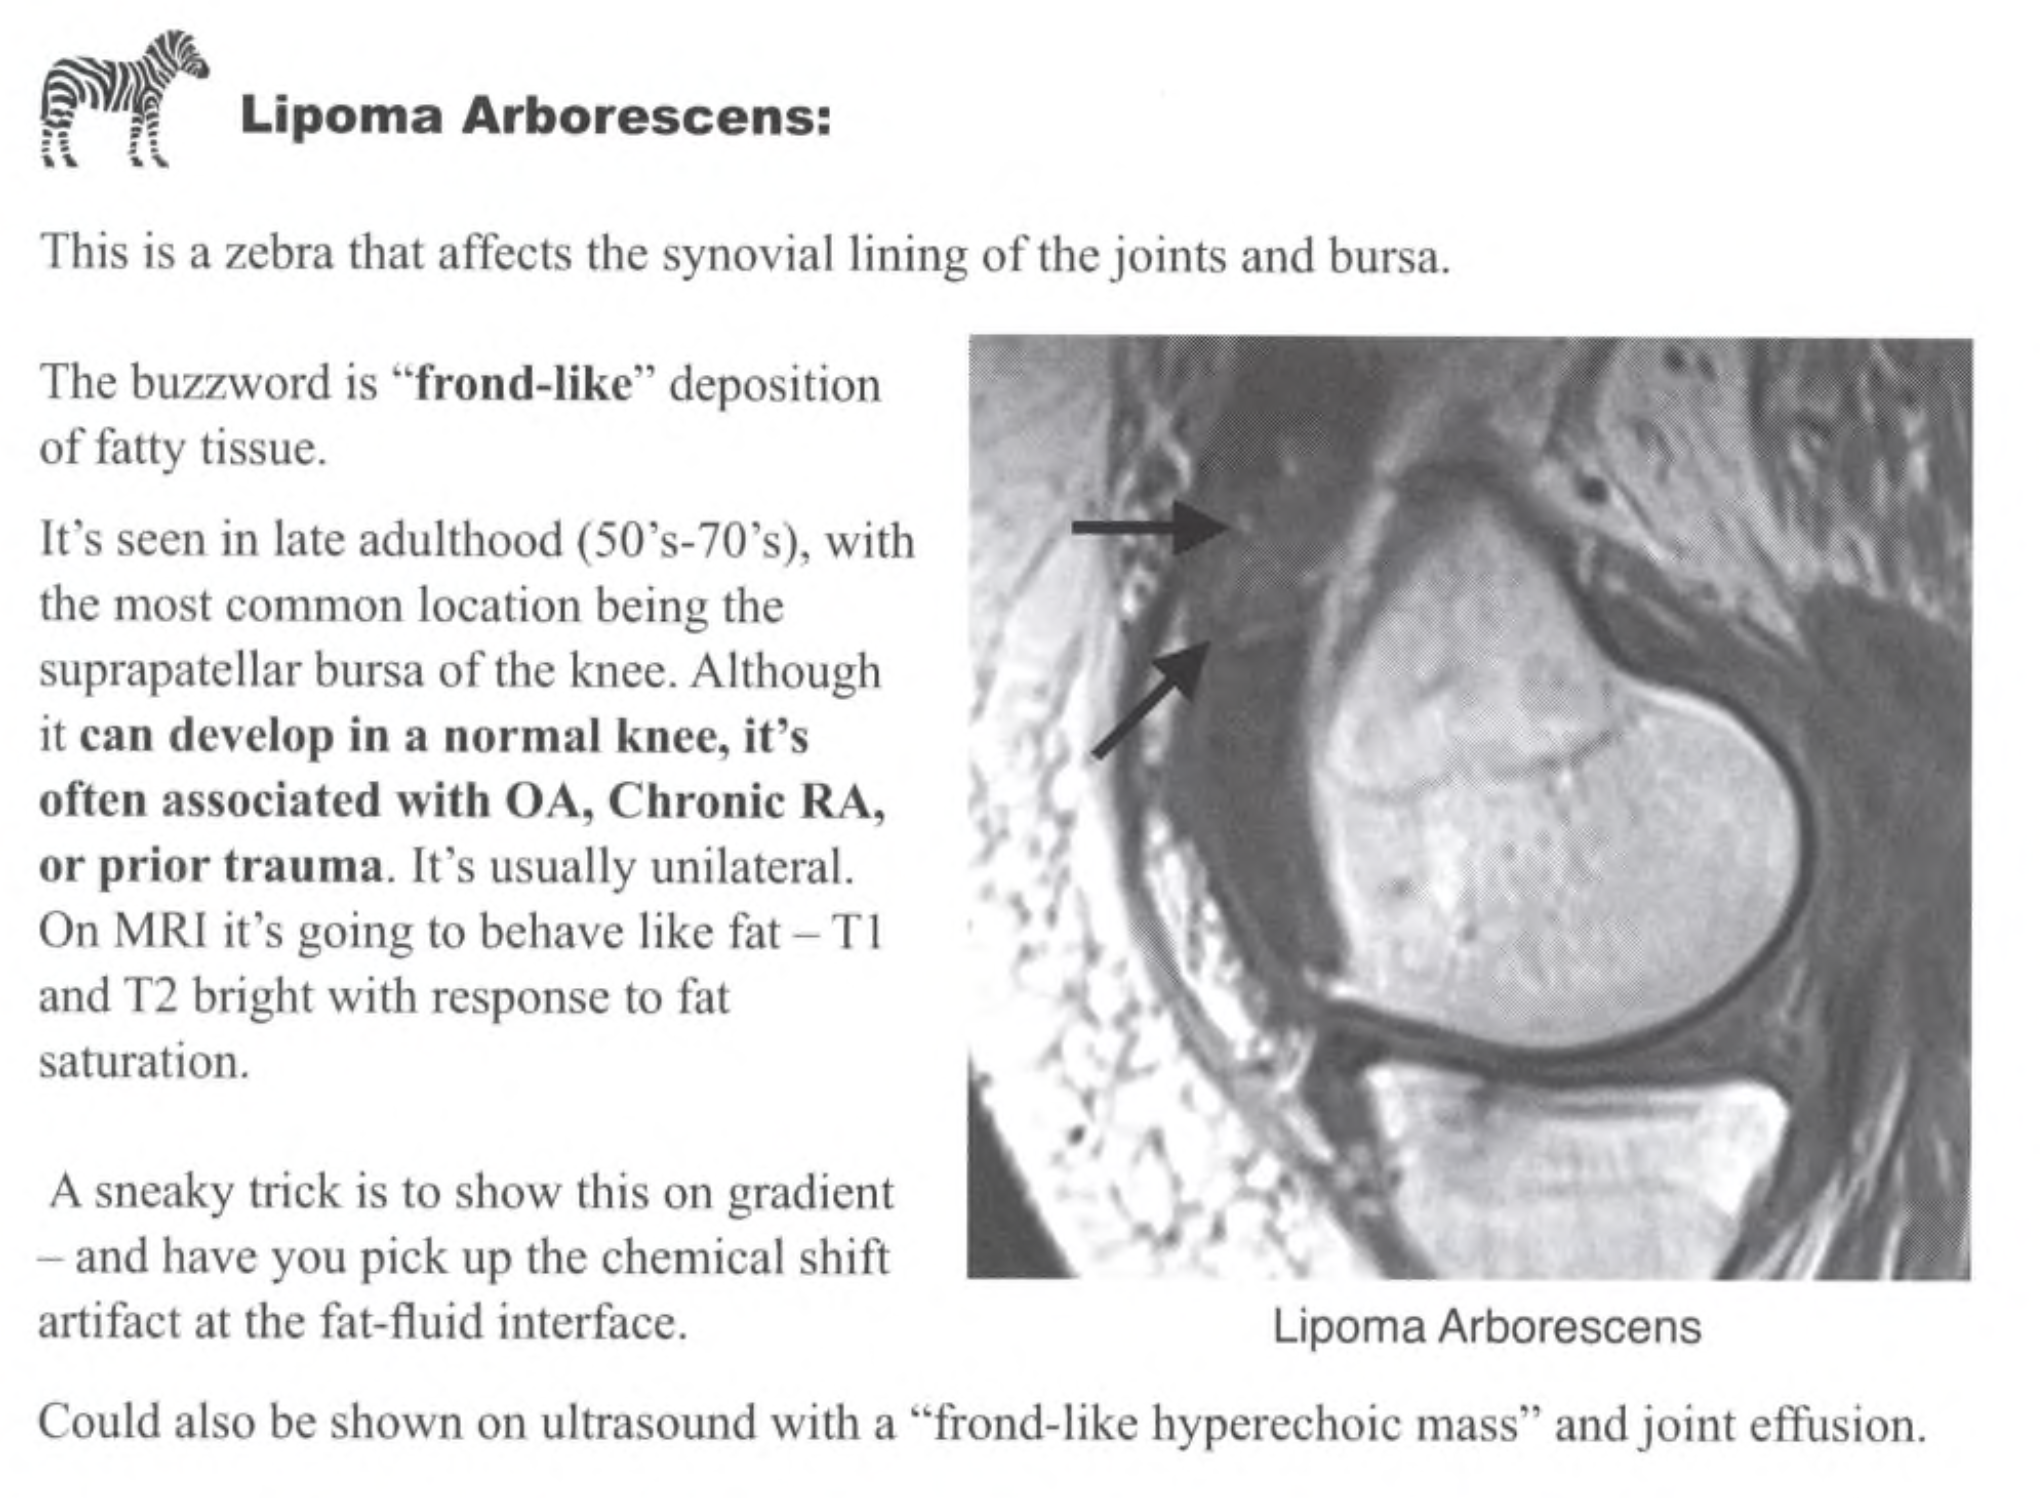 Lipoma Arborescens:
This is a zebra that affects the synovial lining of the joints and bursa.
The buzzword is “frond-like” deposition
of fatty tissue.
It’s seen in late adulthood (50’s-70’s), with
the most common location being the
suprapatellar bursa of the knee. Although
it can develop in a normal knee, it’s
often associated with OA, Chronic RA,
or prior trauma. It’s usually unilateral.
On MRI it’s going to behave like fat – T1
and T2 bright with response to fat
saturation.
A sneaky trick is to show this on gradient
– and have you pick up the chemical shift
artifact at the fat-fluid interface.
Lipoma Arborescens
Could also be shown on ultrasound with a “frond-like hyperechoic mass” and joint effusion.